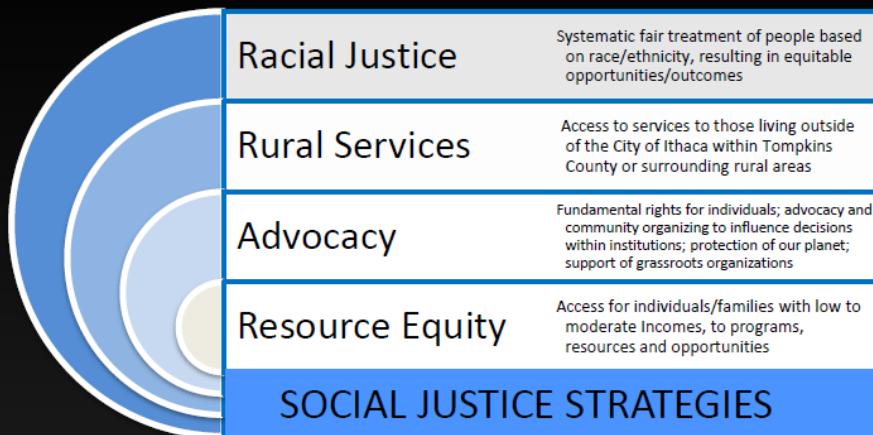 Racial Justice
Systematic fair treatment of people based
on race/ethnicity, resulting in equitable
opportunities/outcomes
Rural Services
Access to services to those living outside
of the City of Ithaca within Tompkins
County or surrounding rural areas
Advocacy
Fundamental rights for individuals; advocacy and
community organizing to influence decisions
within institutions; protection of our planet;
support of grassroots organizations
Resource Equity
Access for individuals/families with low to
moderate Incomes, to programs,
resources and opportunities
SOCIAL JUSTICE STRATEGIES